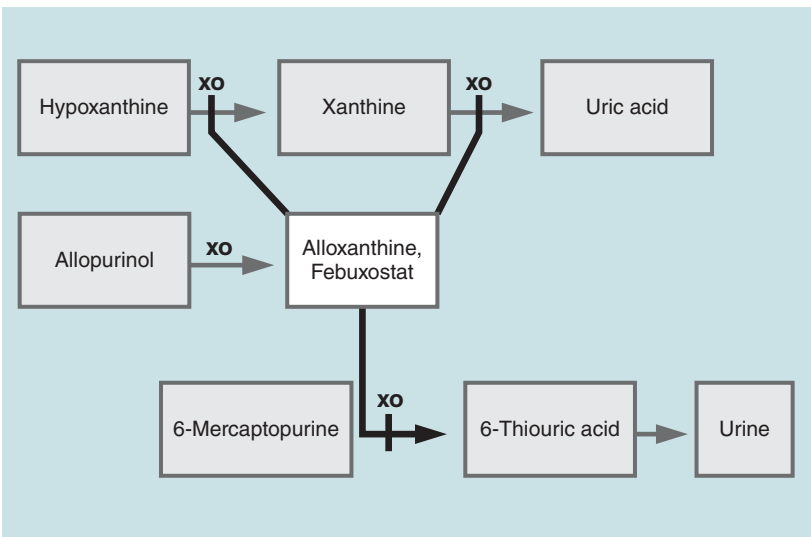 XO
XO
Hypoxanthine
Xanthine
Uric acid
Allopurinol
XO
Alloxanthine,
Febuxostat
XO
6-Mercaptopurine
6-Thiouric acid
Urine